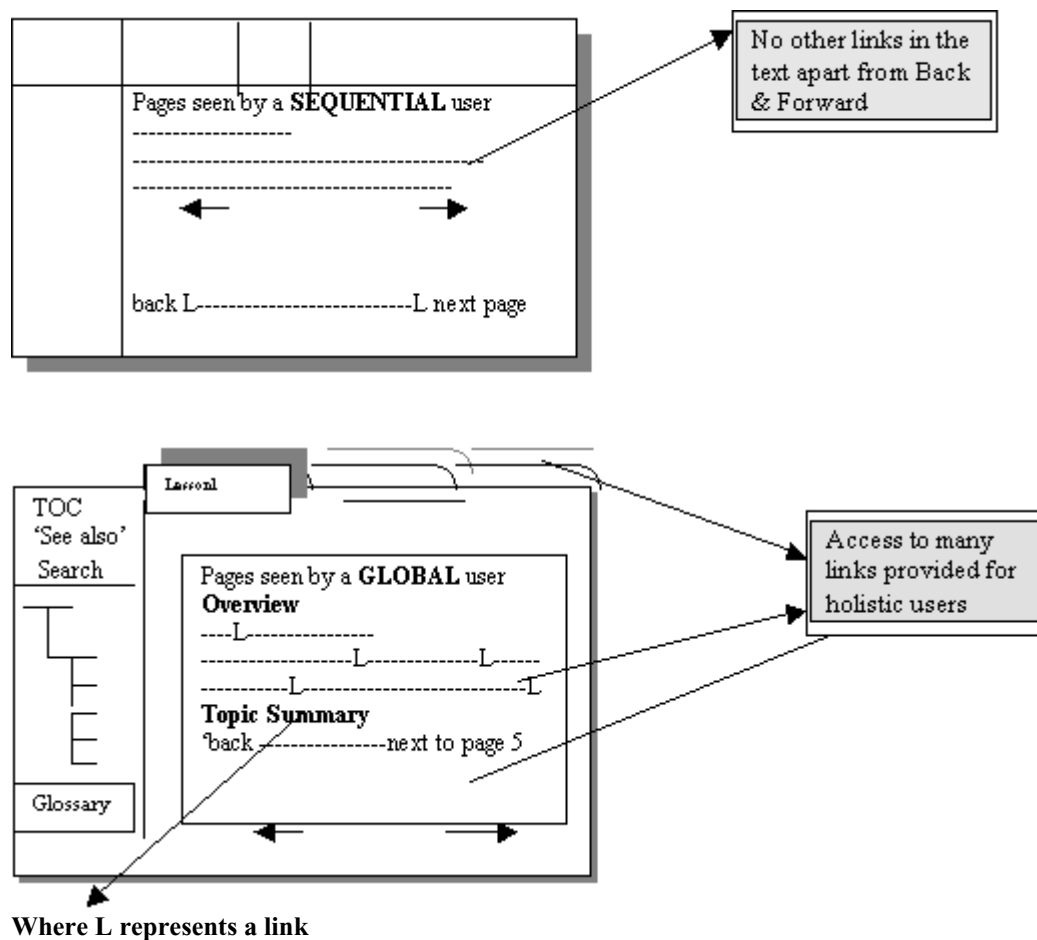 No other links in the
text apart from Back
& Forward
Pages seen by a SEQUENTIAL user
back L---------------------------L next page
Lesson1
TOC
'See also'
Search
Glossary
Pages seen by a GLOBAL user
Overview
----L----------------
-------------------L--------------L------
-----------L----------------------------L
Topic Summary
'back ----------------next to page 5
Access to many
links provided for
holistic users
Where L represents a link